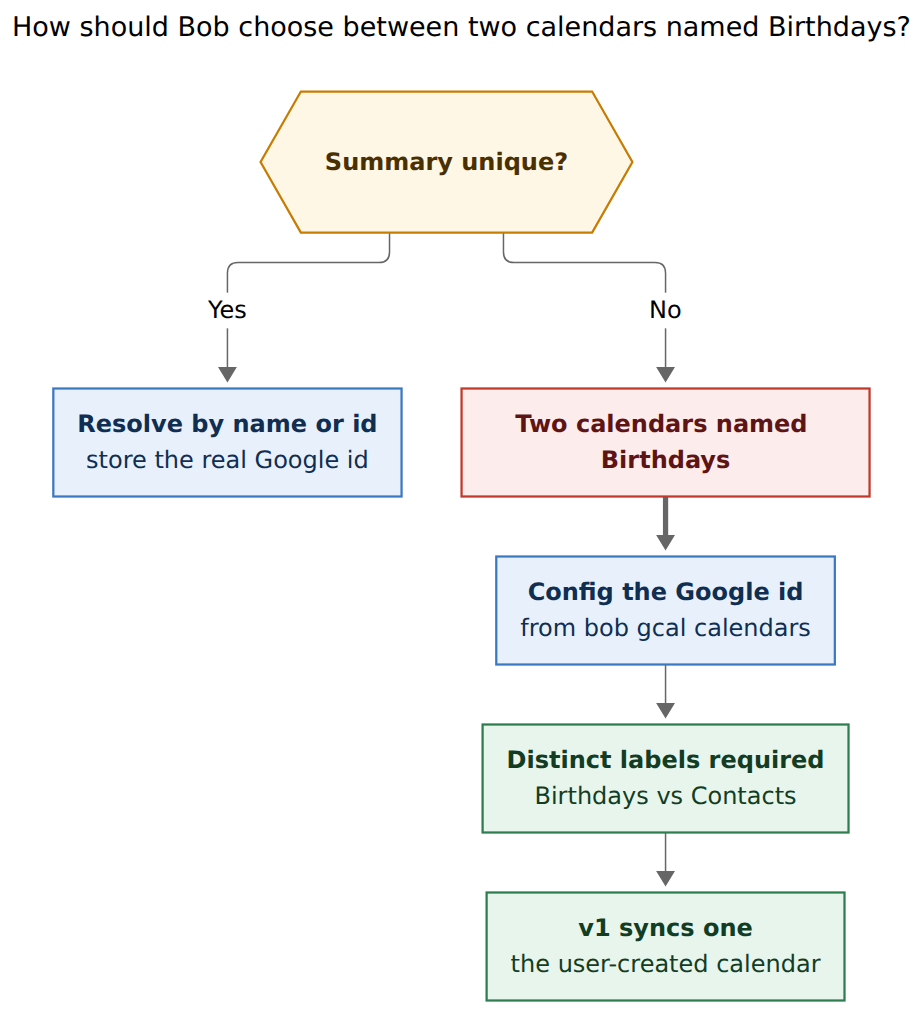 How should Bob choose between two calendars named Birthdays?
Summary unique?
Yes
No
Resolve by name or id
store the real Google id
Two calendars named
Birthdays
Config the Google id
from bob gcal calendars
Distinct labels required
Birthdays vs Contacts
v1 syncs one
the user-created calendar